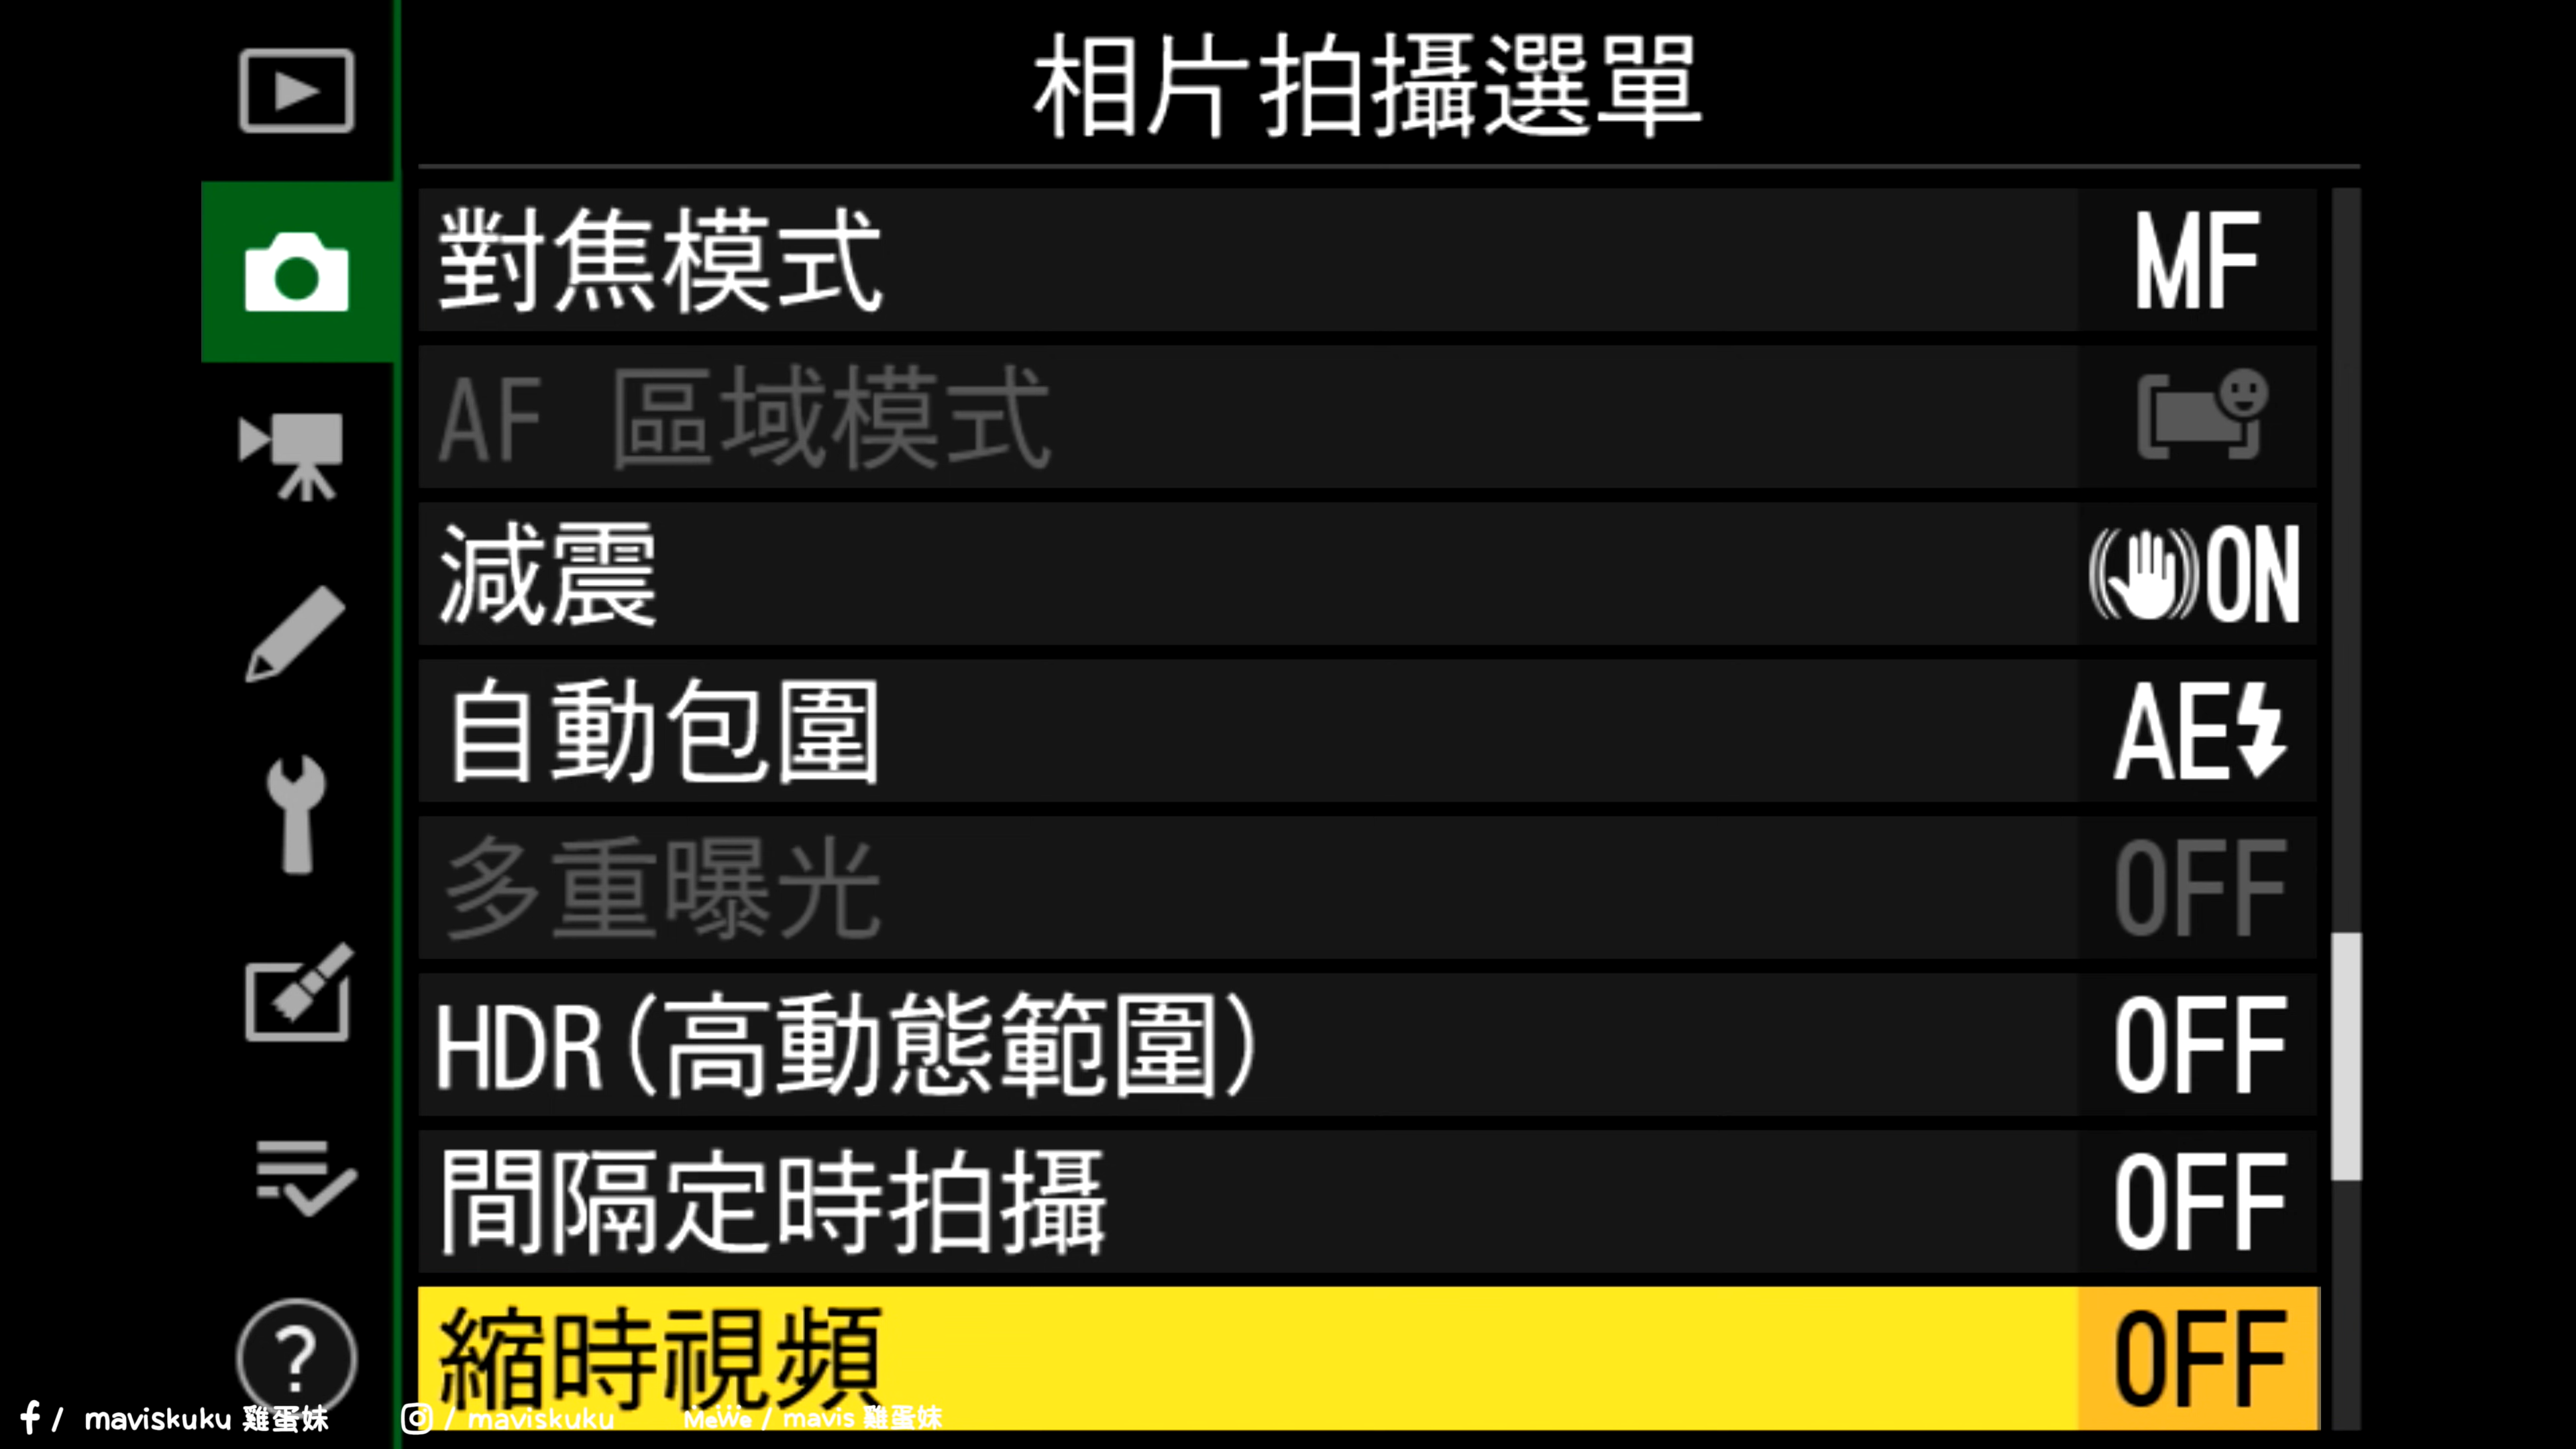 相片拍攝選單
對焦模式 MF
AF 區域模式
減震 ON
自動包圍 AE
多重曝光 OFF
HDR(高動態範圍) OFF
間隔定時拍攝 OFF
縮時視頻 OFF
?
f / maviskuku 雞蛋妹 / maviskuku MeWe / mavis 雞蛋妹